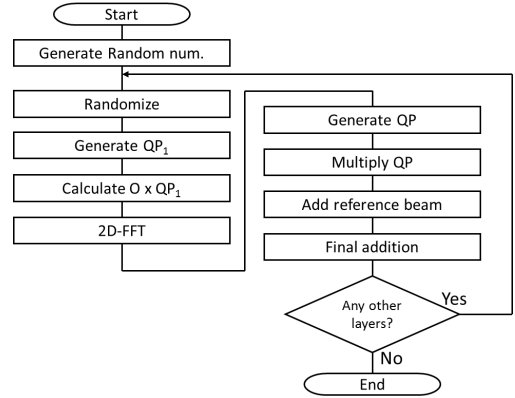 Start
Generate Random num.
Randomize
Generate QP₁
Calculate O x QP₁
2D-FFT
Generate QP
Multiply QP
Add reference beam
Final addition
Any other
layers?
Yes
No
End